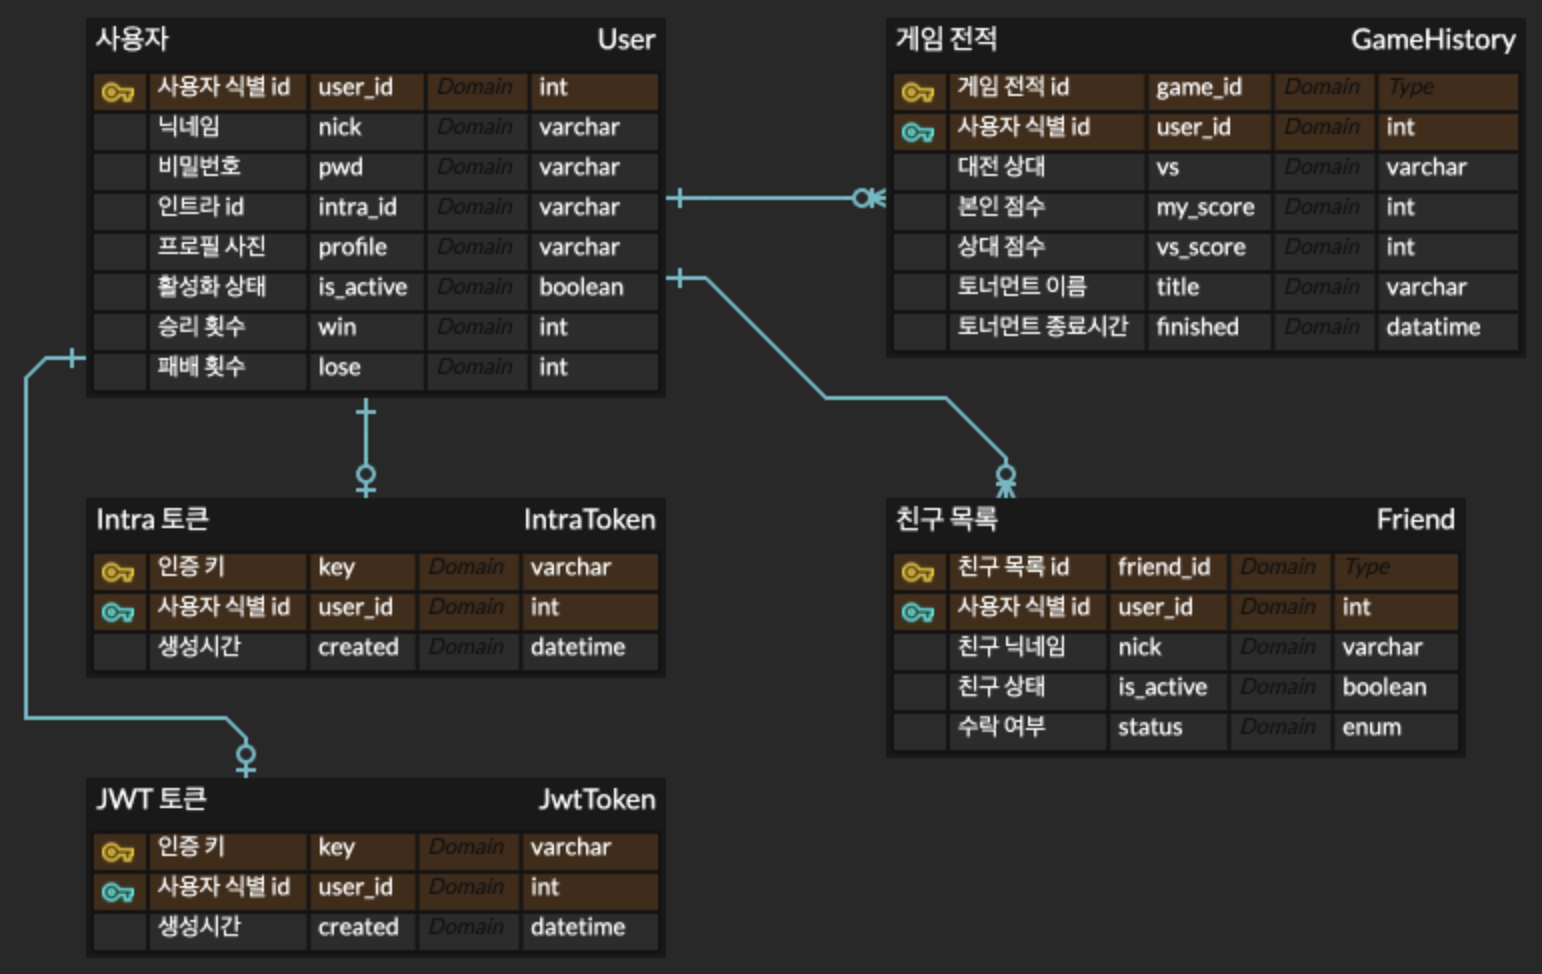 사용자 User
사용자 식별 id user_id Domain int
닉네임 nick Domain varchar
비밀번호 pwd Domain varchar
인트라 id intra_id Domain varchar
프로필 사진 profile Domain varchar
활성화 상태 is_active Domain boolean
승리 횟수 win Domain int
패배 횟수 lose Domain int
게임 전적 GameHistory
게임 전적 id game_id Domain Type
사용자 식별 id user_id Domain int
대전 상대 vs Domain varchar
본인 점수 my_score Domain int
상대 점수 vs_score Domain int
토너먼트 이름 title Domain varchar
토너먼트 종료시간 finished Domain datatime
Intra 토큰 IntraToken
인증 키 key Domain varchar
사용자 식별 id user_id Domain int
생성시간 created Domain datetime
친구 목록 Friend
친구 목록 id friend_id Domain Type
사용자 식별 id user_id Domain int
친구 닉네임 nick Domain varchar
친구 상태 is_active Domain boolean
수락 여부 status Domain enum
JWT 토큰 JwtToken
인증 키 key Domain varchar
사용자 식별 id user_id Domain int
생성시간 created Domain datetime